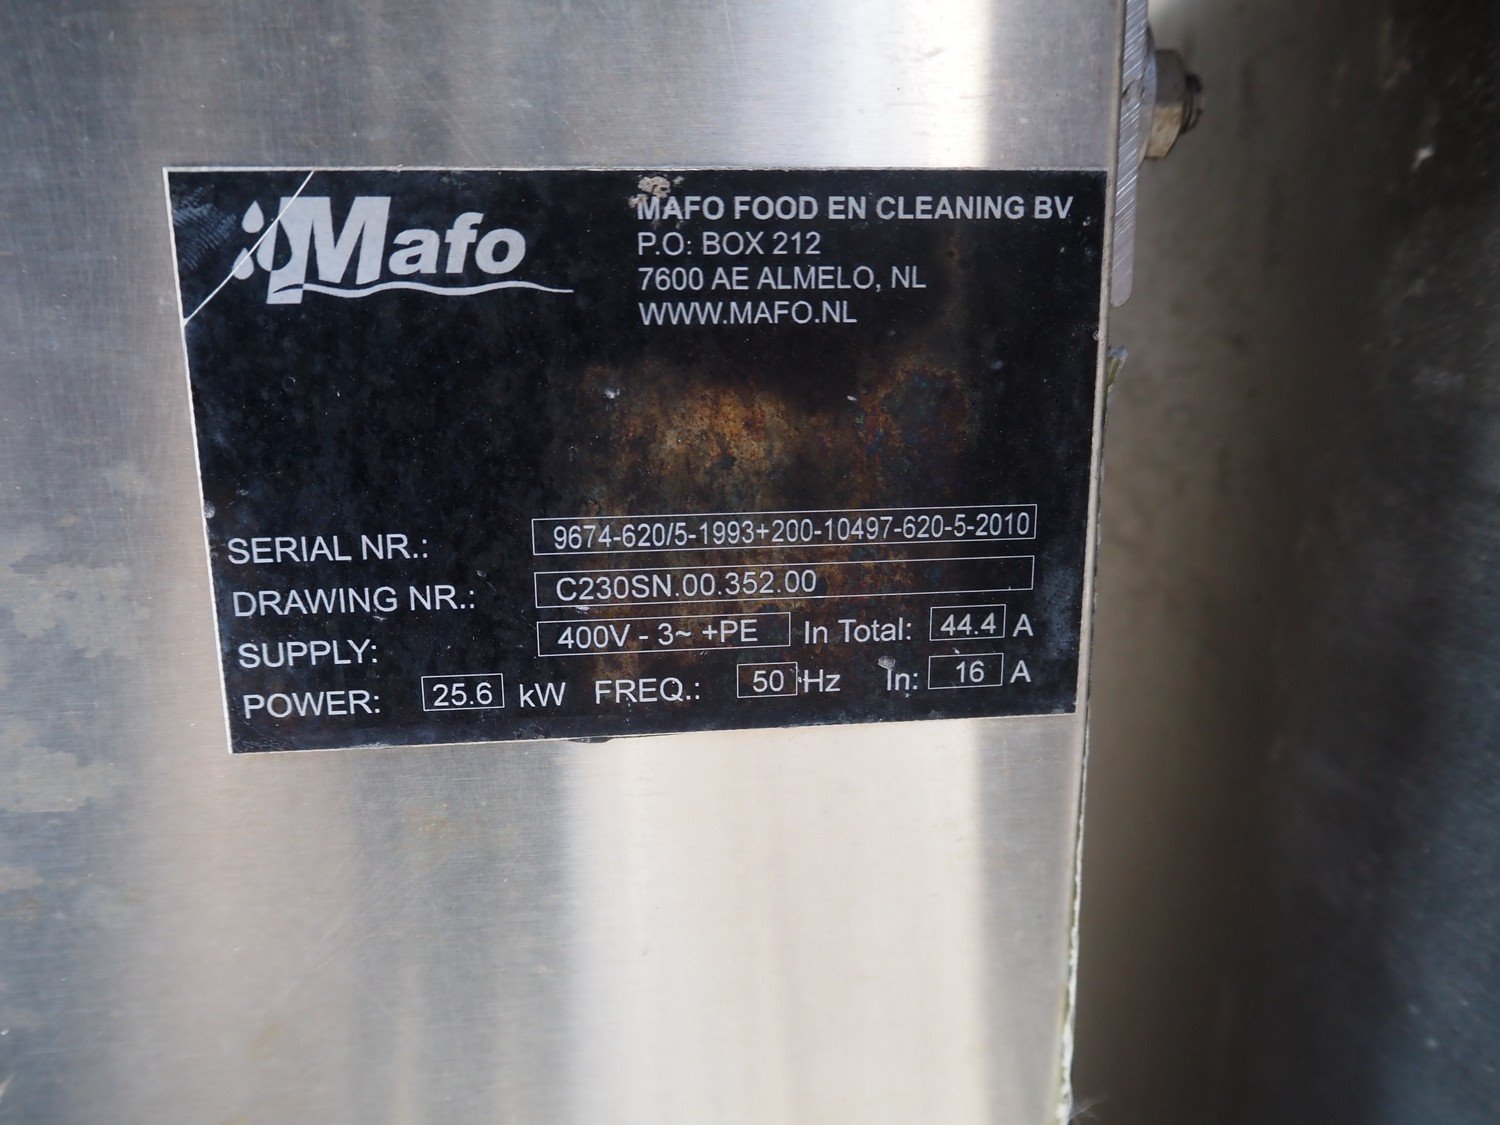 Mafo
MAFO FOOD EN CLEANING BV
P.O: BOX 212
7600 AE ALMELO, NL
WWW.MAFO.NL
SERIAL NR.: 9674-620/5-1993+200-10497-620-5-2010
DRAWING NR.: C230SN.00.352.00
SUPPLY: 400V - 3~ +PE In Total: 44.4 A
POWER: 25.6 kW FREQ.: 50 Hz In: 16 A